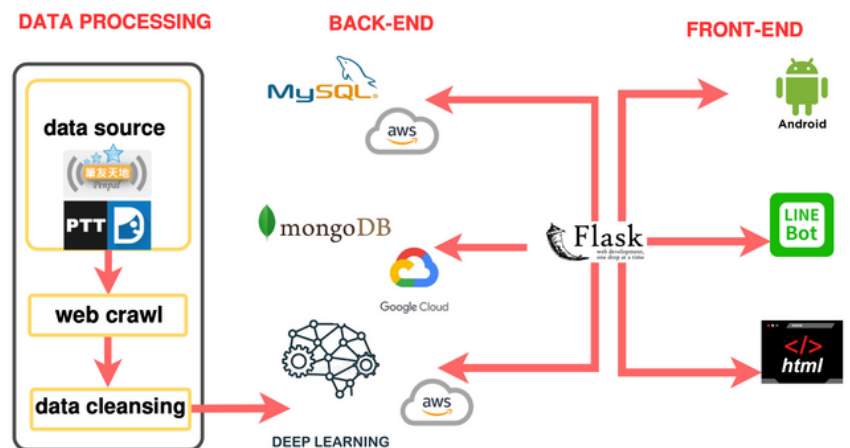 DATA PROCESSING
BACK-END
FRONT-END
data source
筆友天地
Penpal
PTT
D
web crawl
data cleansing
MySQL®
aws
mongoDB
Google Cloud
DEEP LEARNING
aws
Flask
web development,
one drop at a time
Android
LINE
Bot
</>
html